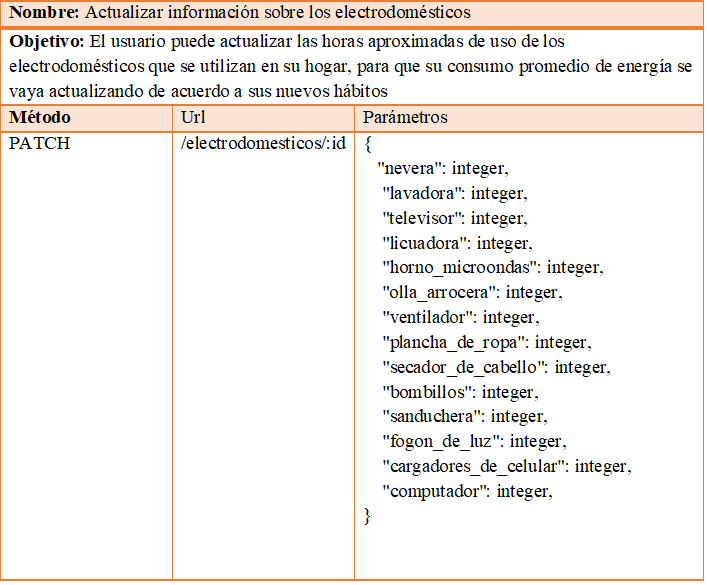 Nombre: Actualizar información sobre los electrodomésticos
Objetivo: El usuario puede actualizar las horas aproximadas de uso de los
electrodomésticos que se utilizan en su hogar, para que su consumo promedio de energía se
vaya actualizando de acuerdo a sus nuevos hábitos
Método Url Parámetros
PATCH /electrodomesticos/:id {
"nevera": integer,
"lavadora": integer,
"televisor": integer,
"licuadora": integer,
"horno_microondas": integer,
"olla_arrocera": integer,
"ventilador": integer,
"plancha_de_ropa": integer,
"secador_de_cabello": integer,
"bombillos": integer,
"sanduchera": integer,
"fogon_de_luz": integer,
"cargadores_de_celular": integer,
"computador": integer,
}